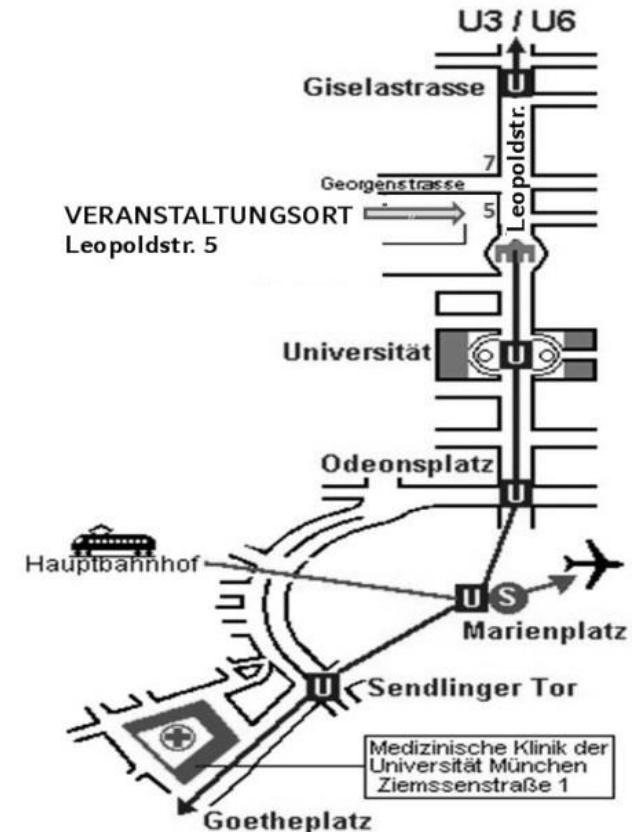 U3 / U6
Giselastrasse
U
Leopoldstr.
7
Georgenstrasse
VERANSTALTUNGSORT
5
Leopoldstr. 5
Universität
U
Odeonsplatz
U
Hauptbahnhof
U S
Marienplatz
U
Sendlinger Tor
Medizinische Klinik der
Universität München
Ziemssenstraße 1
Goetheplatz